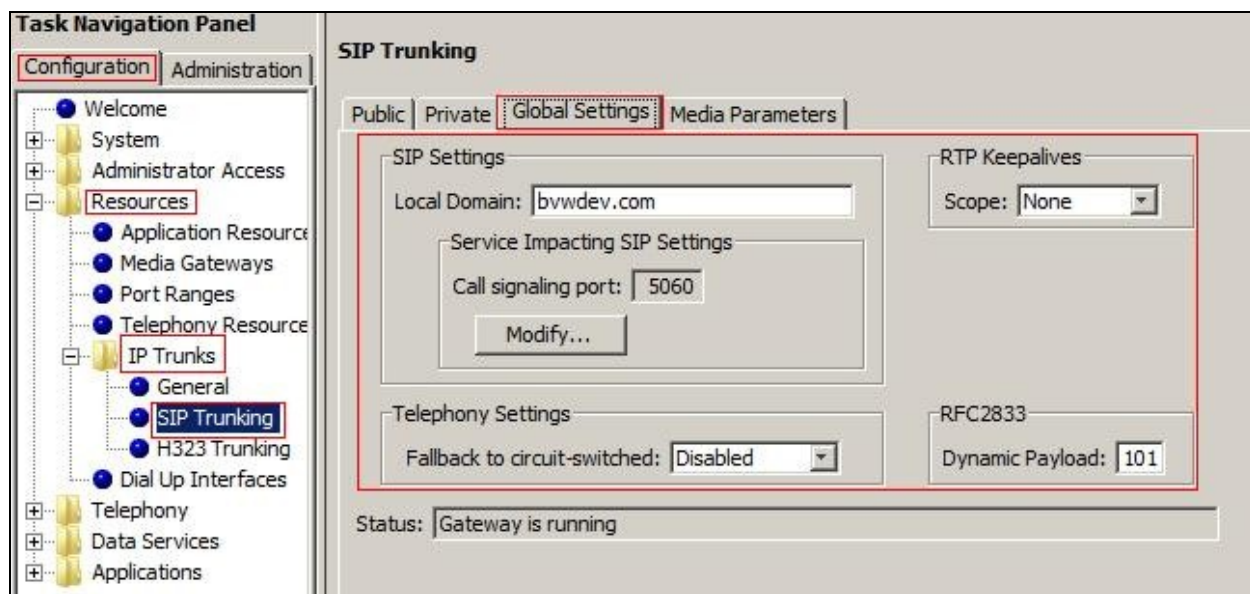 Task Navigation Panel
Configuration Administration
Welcome
System
Administrator Access
Resources
Application Resource
Media Gateways
Port Ranges
Telephony Resource
IP Trunks
General
SIP Trunking
H323 Trunking
Dial Up Interfaces
Telephony
Data Services
Applications
SIP Trunking
Public Private Global Settings Media Parameters
SIP Settings
Local Domain: bvwdev.com
Service Impacting SIP Settings
Call signaling port: 5060
Modify...
RTP Keepalives
Scope: None
Telephony Settings
Fallback to circuit-switched: Disabled
RFC2833
Dynamic Payload: 101
Status: Gateway is running